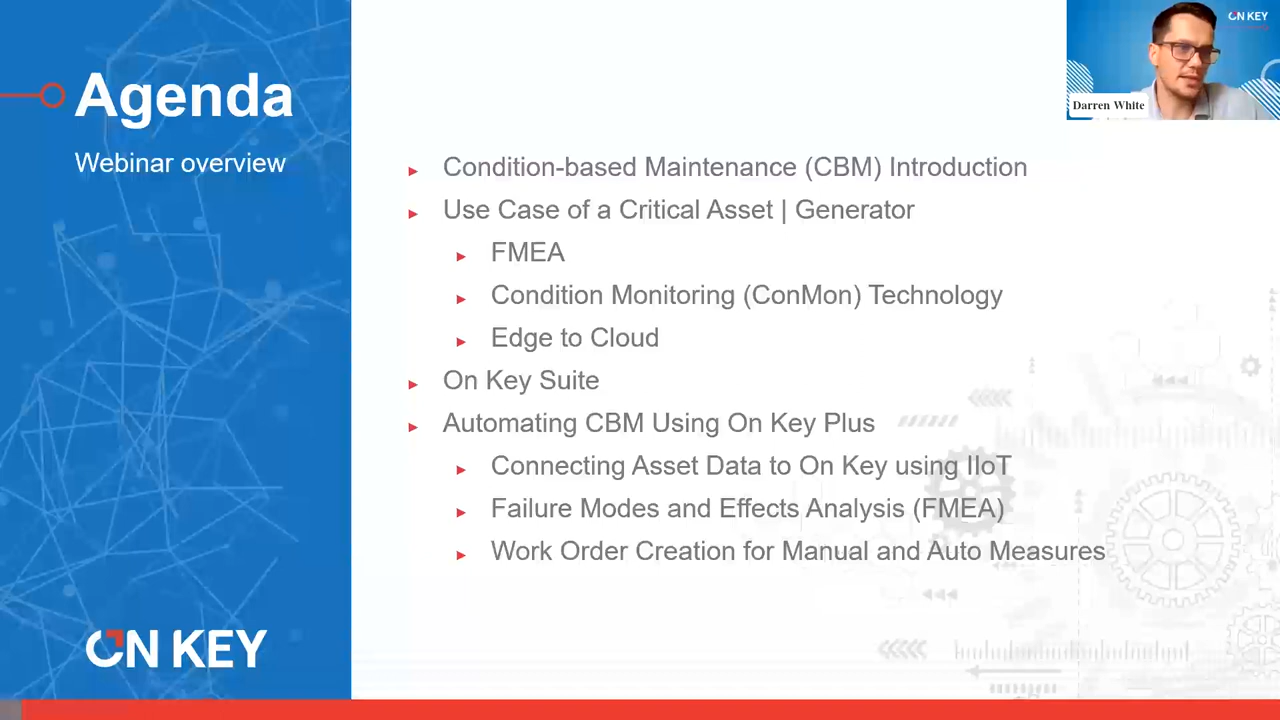 Agenda
Webinar overview
Condition-based Maintenance (CBM) Introduction
Use Case of a Critical Asset | Generator
FMEA
Condition Monitoring (ConMon) Technology
Edge to Cloud
On Key Suite
Automating CBM Using On Key Plus
Connecting Asset Data to On Key using IIoT
Failure Modes and Effects Analysis (FMEA)
Work Order Creation for Manual and Auto Measures
ON KEY
ON KEY
Darren White